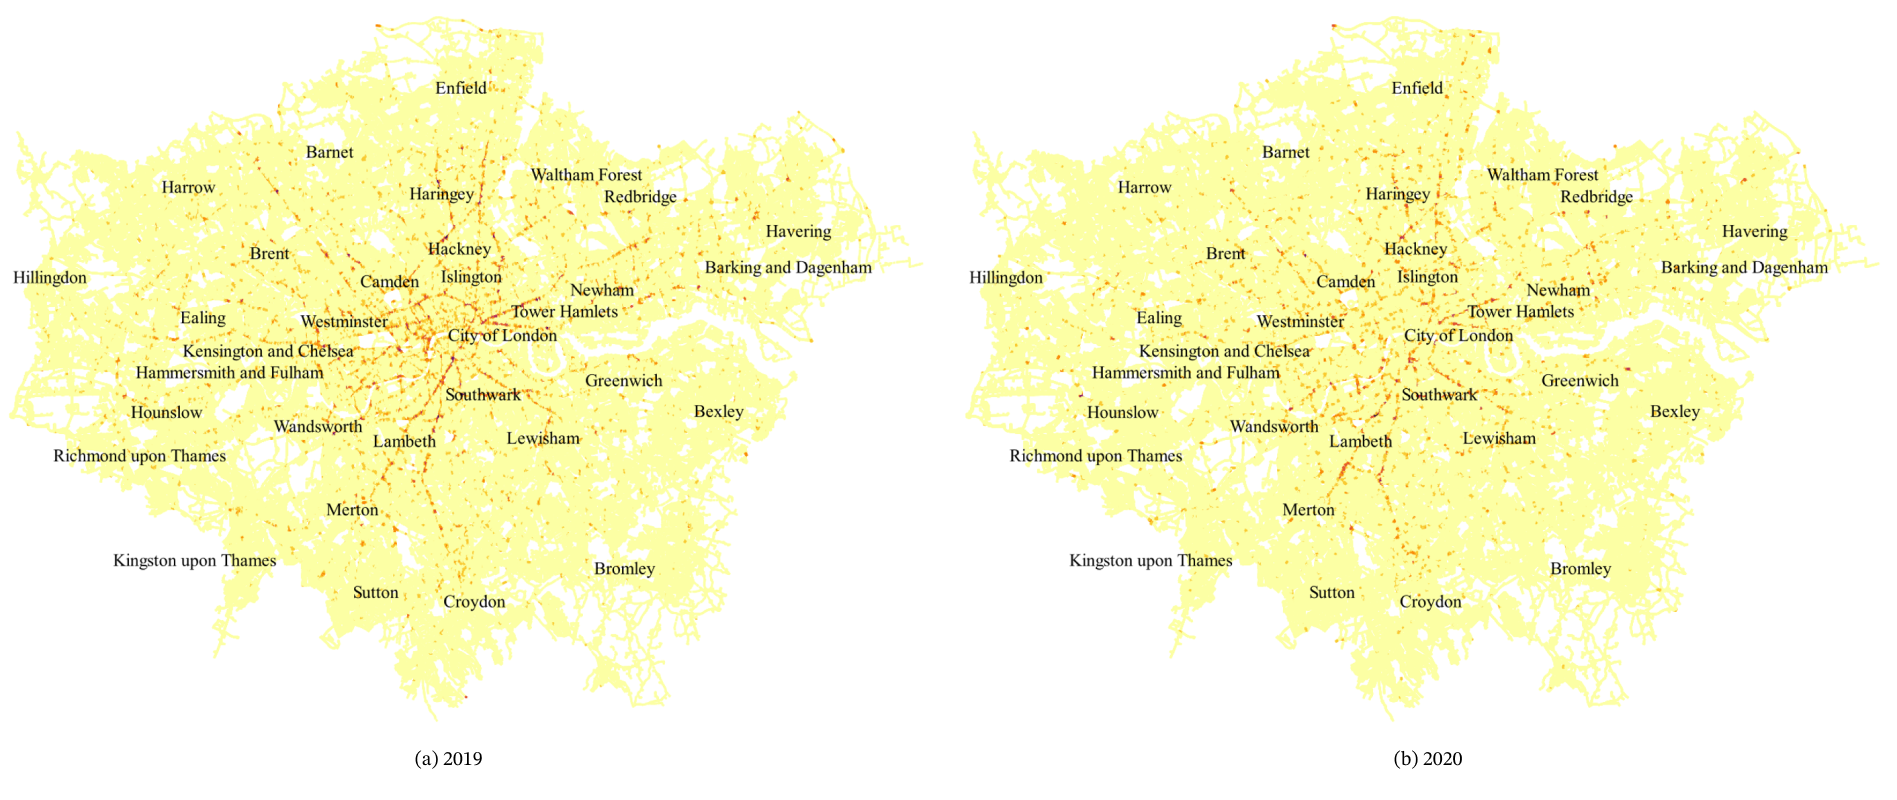 Enfield
Barnet
Waltham Forest
Harrow
Haringey
Redbridge
Havering
Hackney
Brent
Barking and Dagenham
Hillingdon
Camden
Islington
Newham
Tower Hamlets
Ealing
Westminster
City of London
Kensington and Chelsea
Hammersmith and Fulham
Greenwich
Southwark
Hounslow
Bexley
Wandsworth
Lambeth
Lewisham
Richmond upon Thames
Merton
Kingston upon Thames
Bromley
Sutton
Croydon
(a) 2019
Enfield
Barnet
Waltham Forest
Harrow
Haringey
Redbridge
Havering
Hackney
Brent
Barking and Dagenham
Hillingdon
Camden
Islington
Newham
Tower Hamlets
Ealing
Westminster
City of London
Kensington and Chelsea
Hammersmith and Fulham
Greenwich
Southwark
Hounslow
Bexley
Wandsworth
Lambeth
Lewisham
Richmond upon Thames
Merton
Kingston upon Thames
Bromley
Sutton
Croydon
(b) 2020